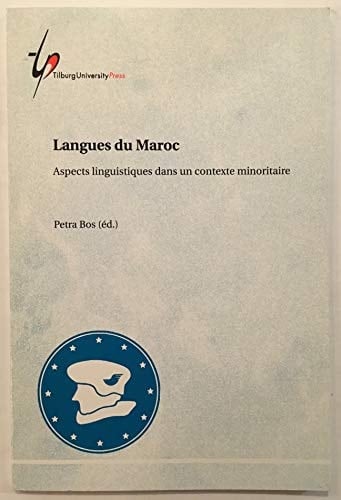 TilburgUniversityPress
Langues du Maroc
Aspects linguistiques dans un contexte minoritaire
Petra Bos (éd.)